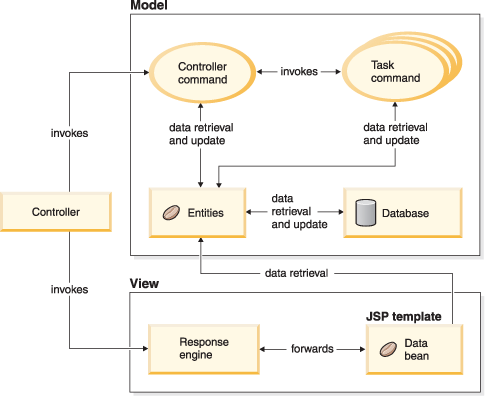 Model
Controller
command
invokes
Task
command
invokes
data retrieval
and update
data retrieval
and update
Controller
Entities
data
retrieval
and update
Database
data retrieval
invokes
View
JSP template
Response
engine
forwards
Data
bean